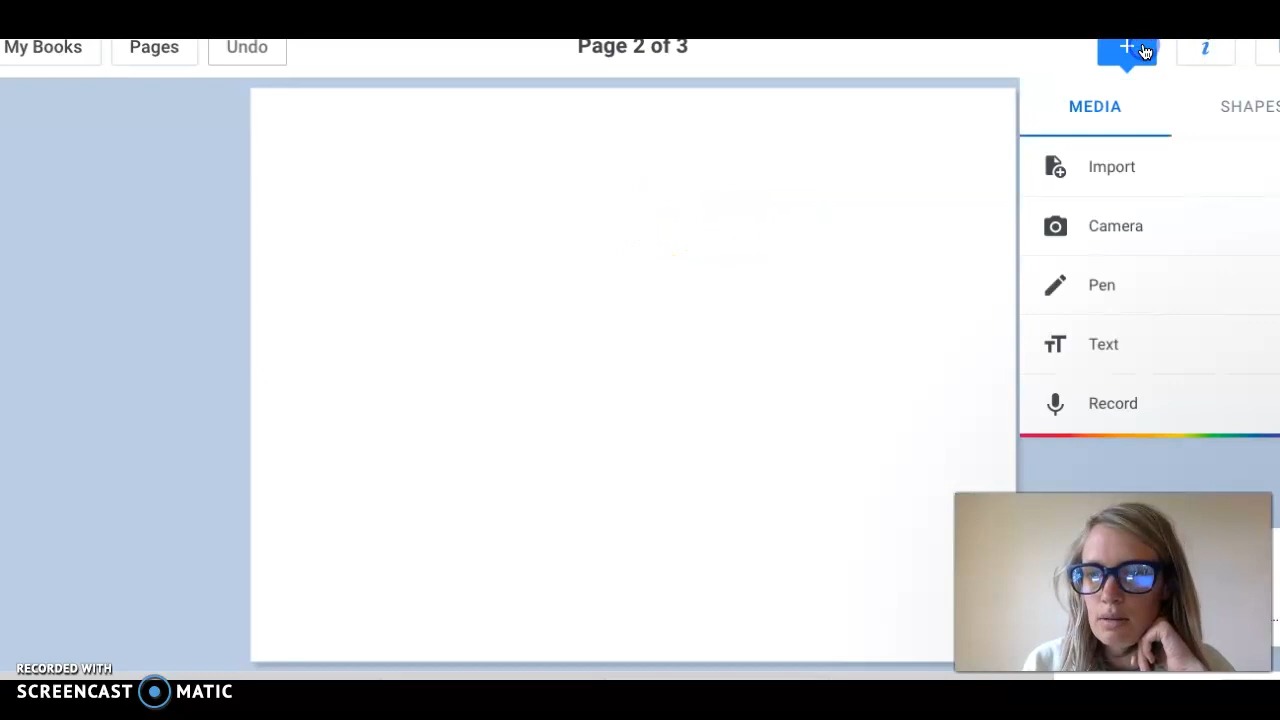 My Books Pages Undo Page 2 of 3 + i
MEDIA SHAPES
Import
Camera
Pen
Text
Record
RECORDED WITH
SCREENCAST MATIC